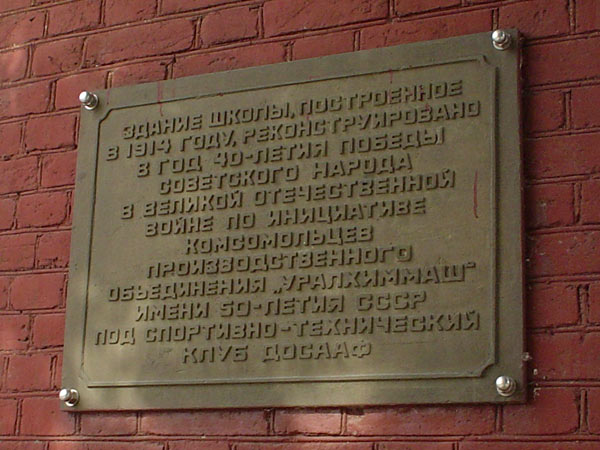 ЗДАНИЕ ШКОЛЫ, ПОСТРОЕННОЕ
В 1914 ГОДУ, РЕКОНСТРУИРОВАНО
В ГОД 40-ЛЕТИЯ ПОБЕДЫ
СОВЕТСКОГО НАРОДА
В ВЕЛИКОЙ ОТЕЧЕСТВЕННОЙ
ВОЙНЕ ПО ИНИЦИАТИВЕ
КОМСОМОЛЬЦЕВ
ПРОИЗВОДСТВЕННОГО
ОБЪЕДИНЕНИЯ „УРАЛХИММАШ"
ИМЕНИ 50-ЛЕТИЯ СССР
ПОД СПОРТИВНО-ТЕХНИЧЕСКИЙ
КЛУБ ДОСААФ